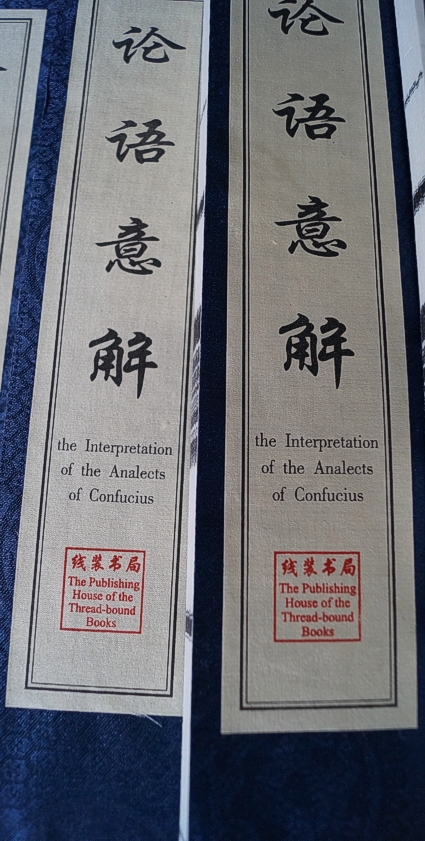 论语意解
the Interpretation
of the Analects
of Confucius
线装书局
The Publishing
House of the
Thread-bound
Books
论语意解
the Interpretation
of the Analects
of Confucius
线装书局
The Publishing
House of the
Thread-bound
Books